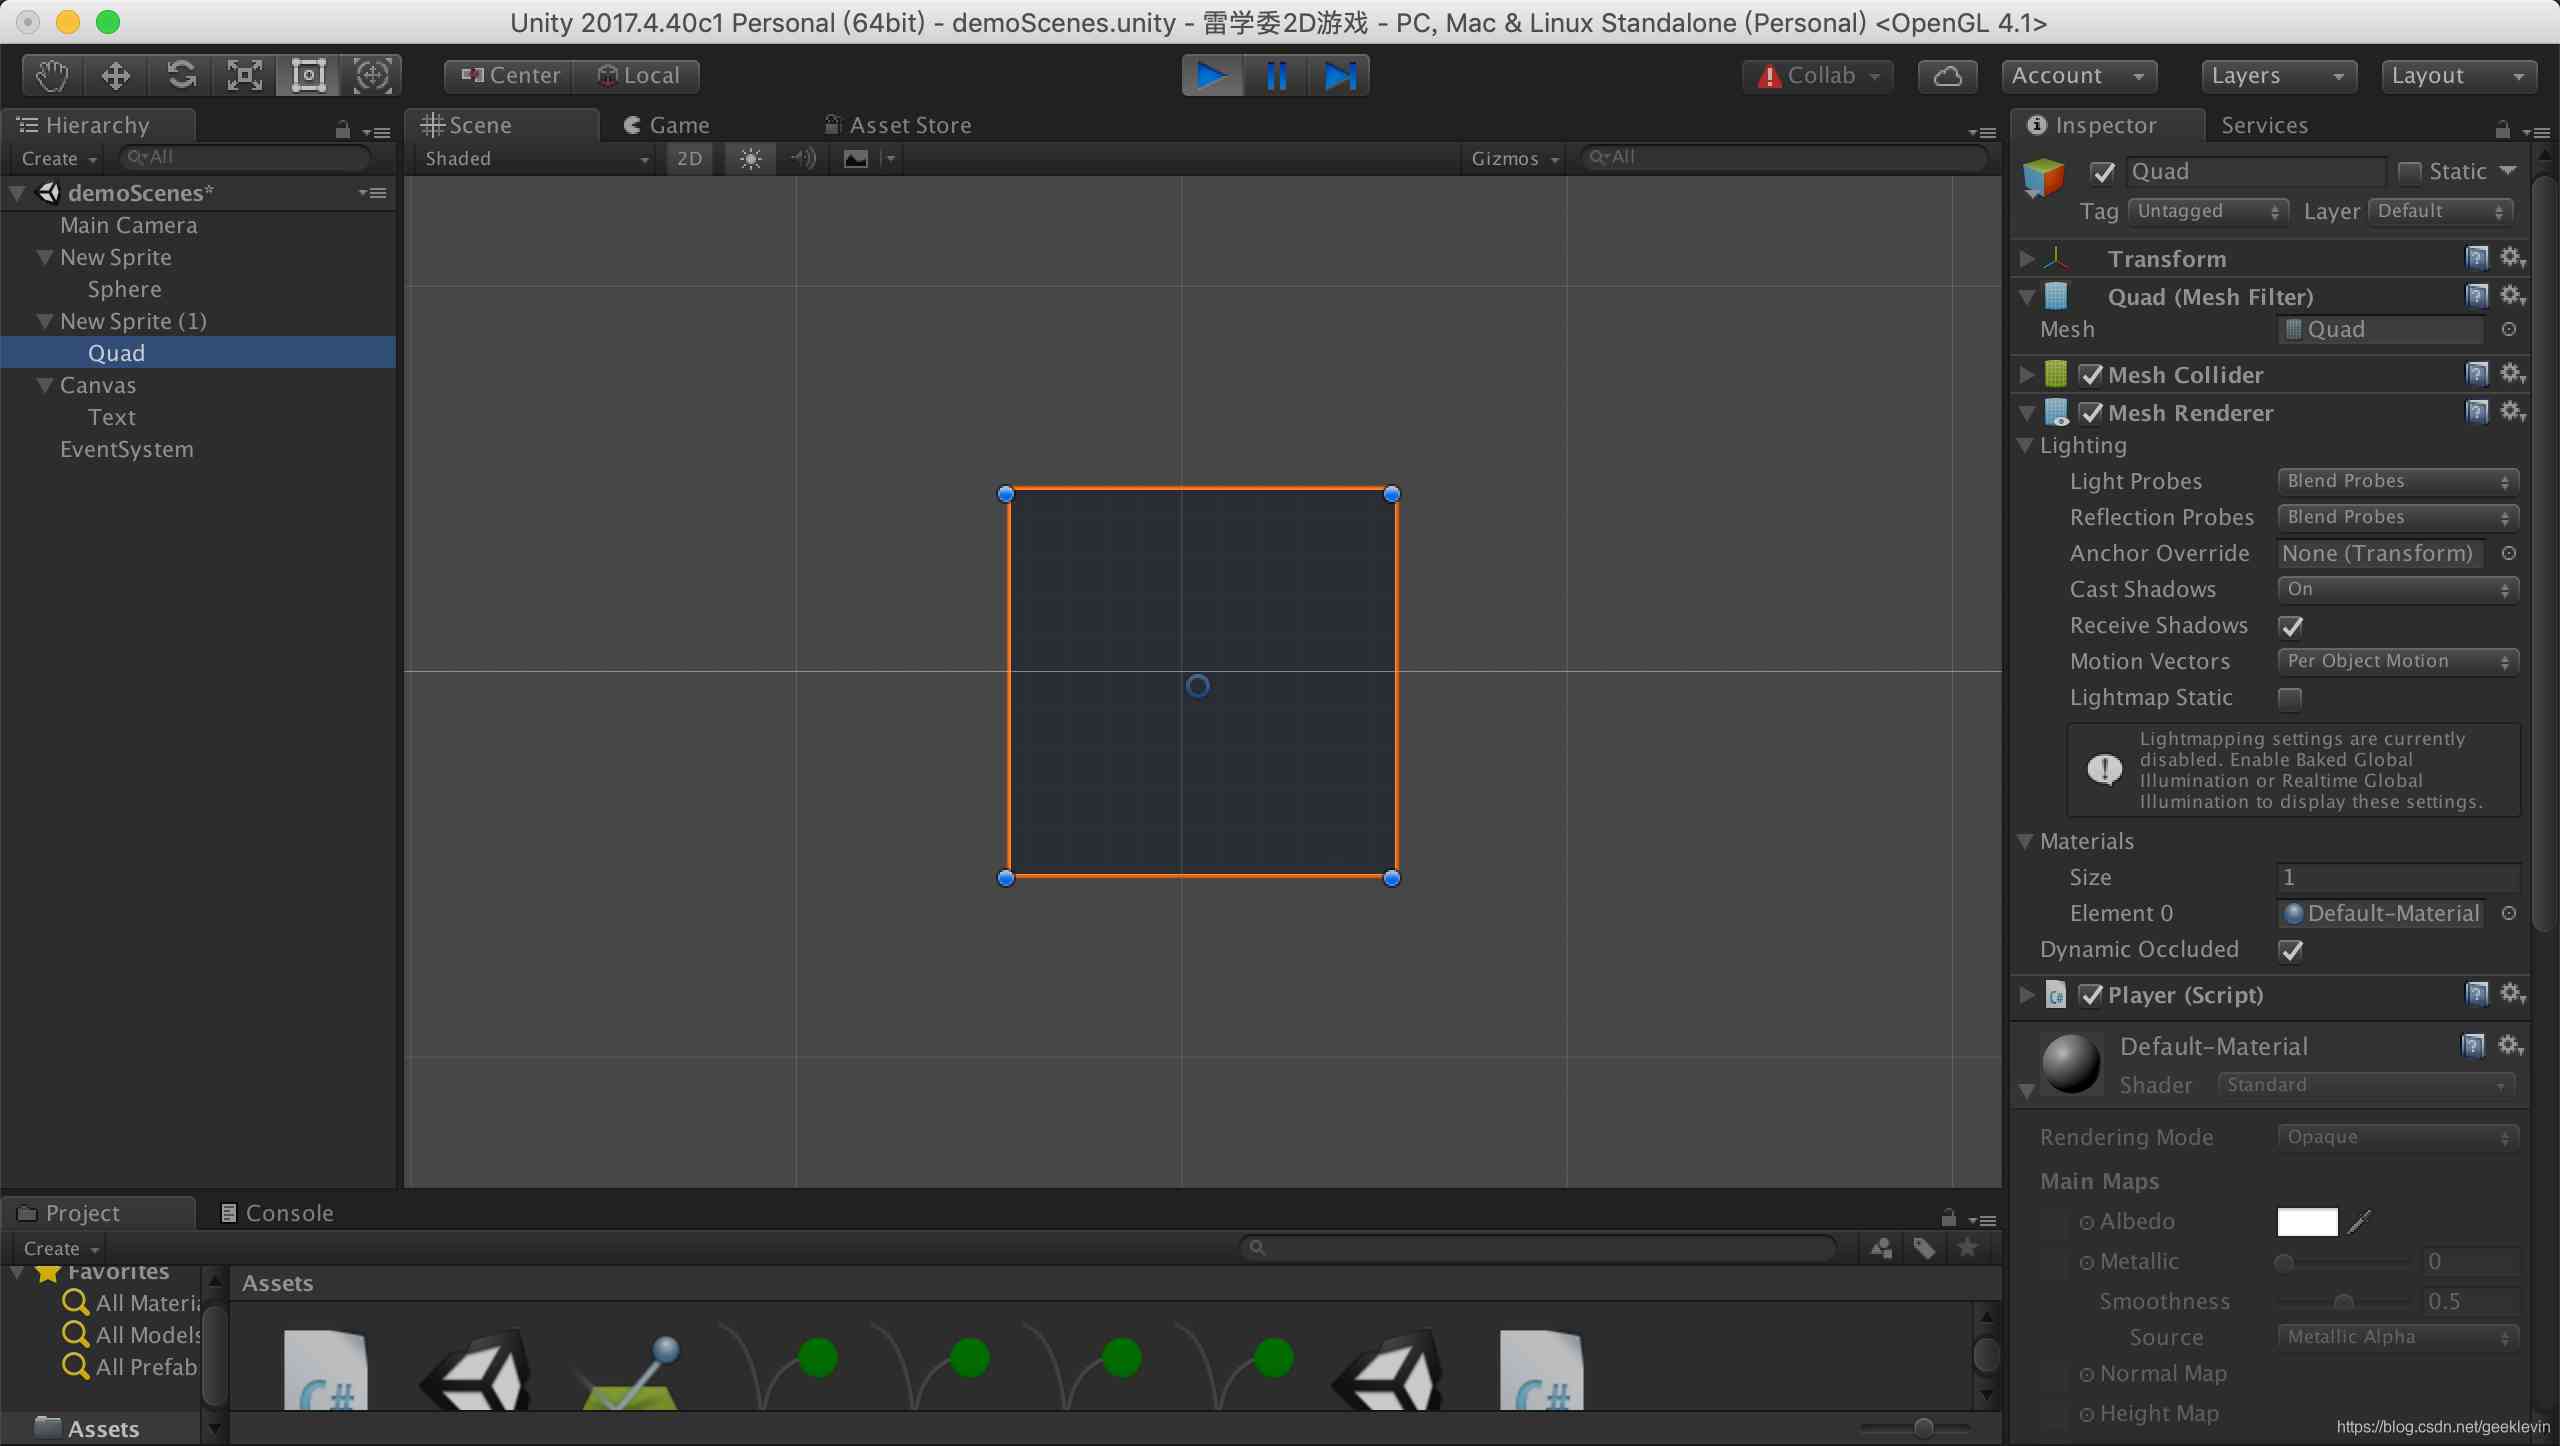 Unity 2017.4.40c1 Personal (64bit) - demoScenes.unity - 雷学委2D游戏 - PC, Mac & Linux Standalone (Personal) <OpenGL 4.1>
Center Local Collab Account Layers Layout
Hierarchy
Create All
demoScenes*
Main Camera
New Sprite
Sphere
New Sprite (1)
Quad
Canvas
Text
EventSystem
Scene Game Asset Store
Shaded 2D Gizmos All
Inspector Services
Quad Static
Tag Untagged Layer Default
Transform
Quad (Mesh Filter)
Mesh Quad
Mesh Collider
Mesh Renderer
Lighting
Light Probes Blend Probes
Reflection Probes Blend Probes
Anchor Override None (Transform)
Cast Shadows On
Receive Shadows
Motion Vectors Per Object Motion
Lightmap Static
Lightmapping settings are currently
disabled. Enable Baked Global
Illumination or Realtime Global
Illumination to display these settings.
Materials
Size 1
Element 0 Default-Material
Dynamic Occluded
C# Player (Script)
Default-Material
Shader Standard
Rendering Mode Opaque
Main Maps
Albedo
Metallic 0
Smoothness 0.5
Source Metallic Alpha
Normal Map
Height Map
Project Console
Create
Favorites
All Materia
All Models
All Prefab
Assets
Assets
C# C#
https://blog.csdn.net/geeklevin